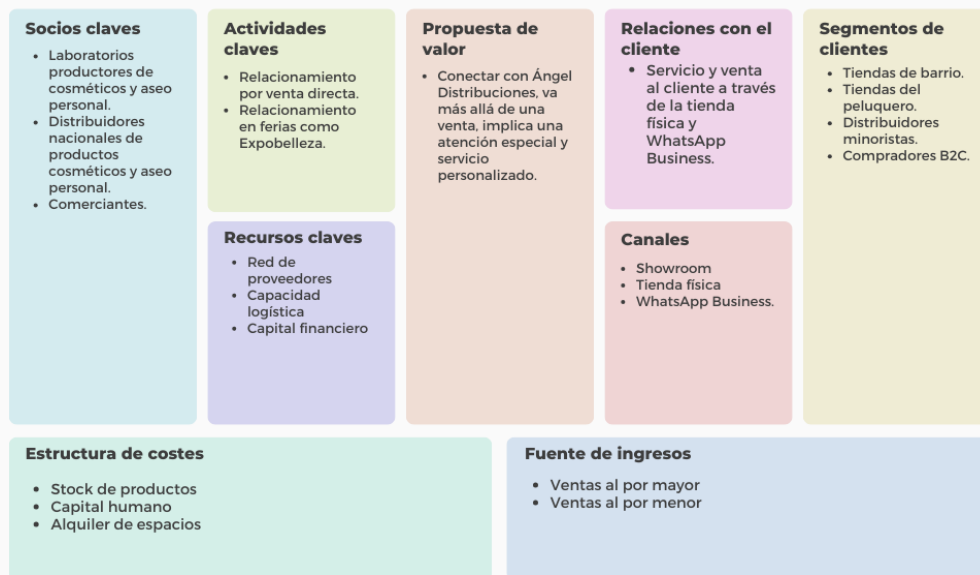 Socios claves
Laboratorios
productores de
cosméticos y aseo
personal.
Distribuidores
nacionales de
productos
cosméticos y aseo
personal.
Comerciantes.
Actividades
claves
Relacionamiento
por venta directa.
Relacionamiento
en ferias como
Expobelleza.
Recursos claves
Red de
proveedores
Capacidad
logística
Capital financiero
Propuesta de
valor
Conectar con Ángel
Distribuciones, va
más allá de una
venta, implica una
atención especial y
servicio
personalizado.
Relaciones con el
cliente
Servicio y venta
al cliente a través
de la tienda
física y
WhatsApp
Business.
Canales
Showroom
Tienda física
WhatsApp Business.
Segmentos de
clientes
Tiendas de barrio.
Tiendas del
peluquero.
Distribuidores
minoristas.
Compradores B2C.
Estructura de costes
Stock de productos
Capital humano
Alquiler de espacios
Fuente de ingresos
Ventas al por mayor
Ventas al por menor